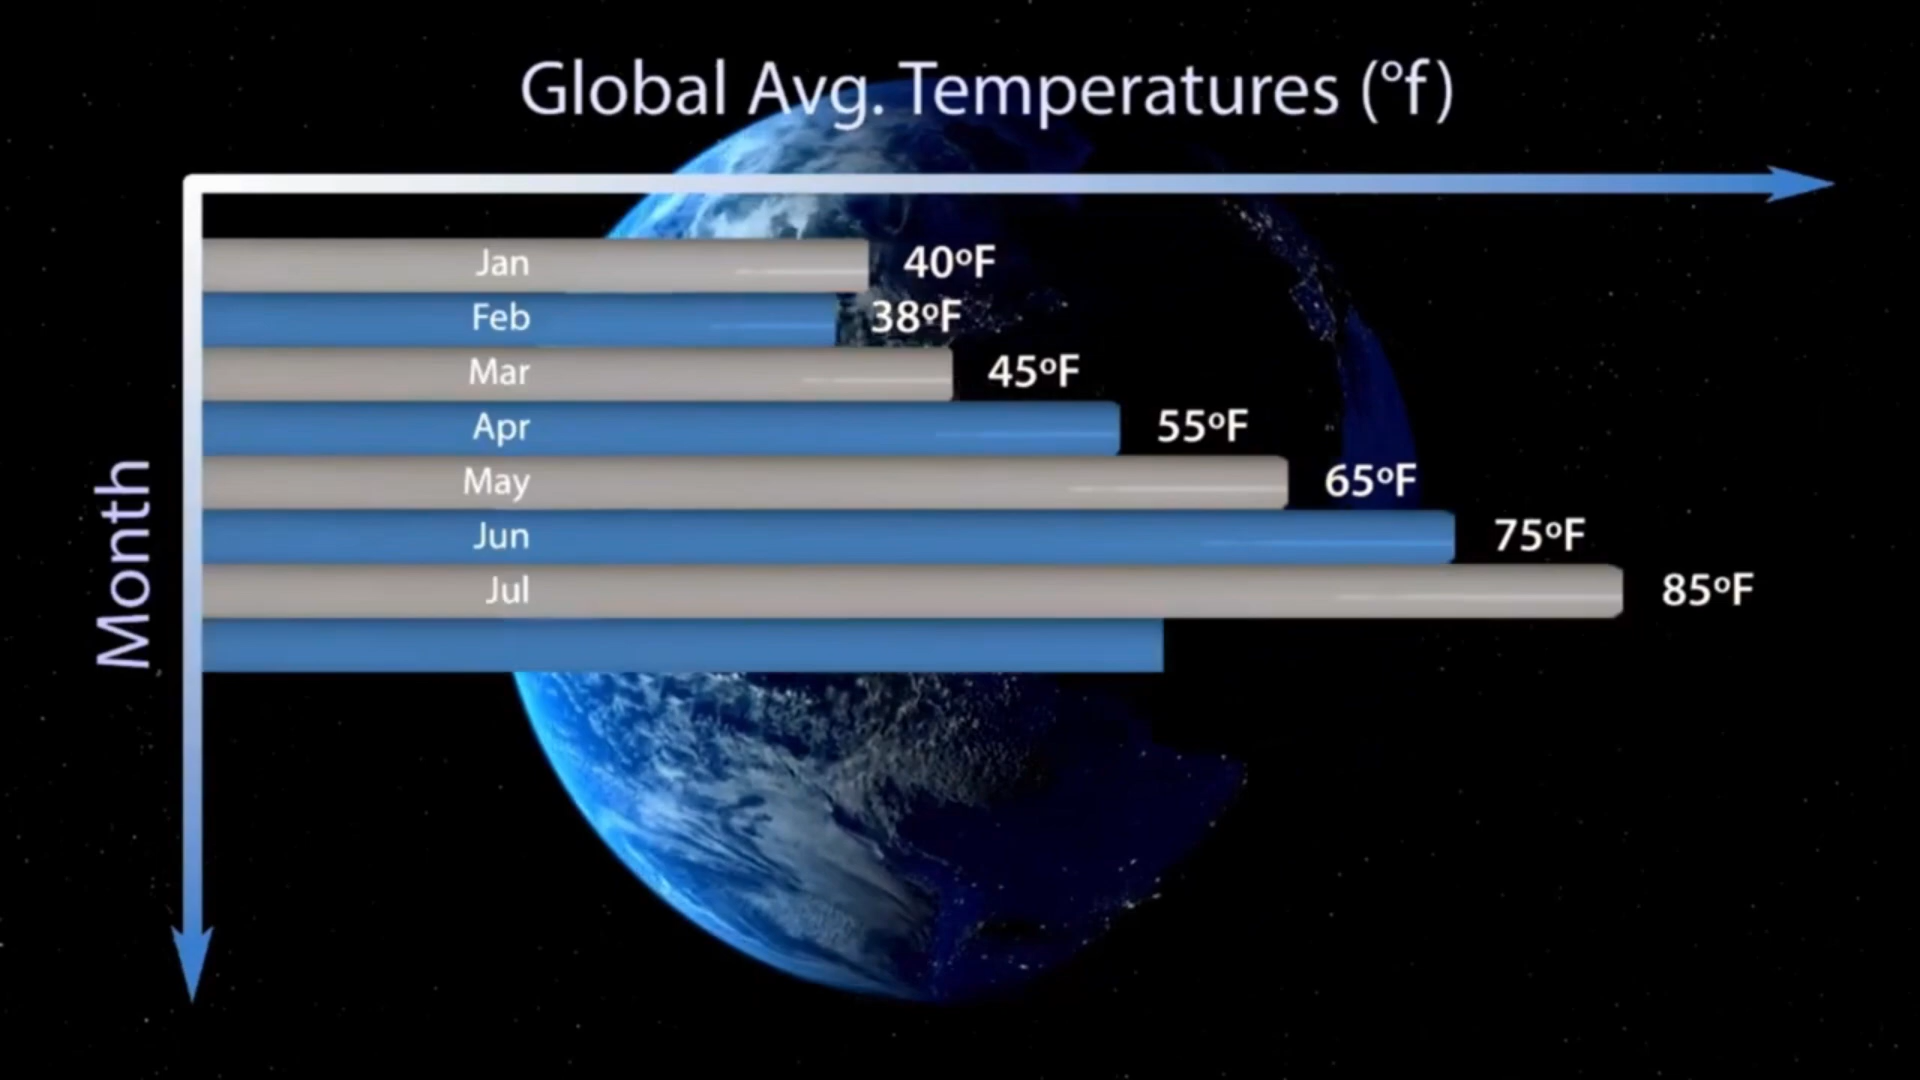 Global Avg. Temperatures (°f)
Month
Jan 40ºF
Feb 38ºF
Mar 45ºF
Apr 55ºF
May 65ºF
Jun 75ºF
Jul 85ºF